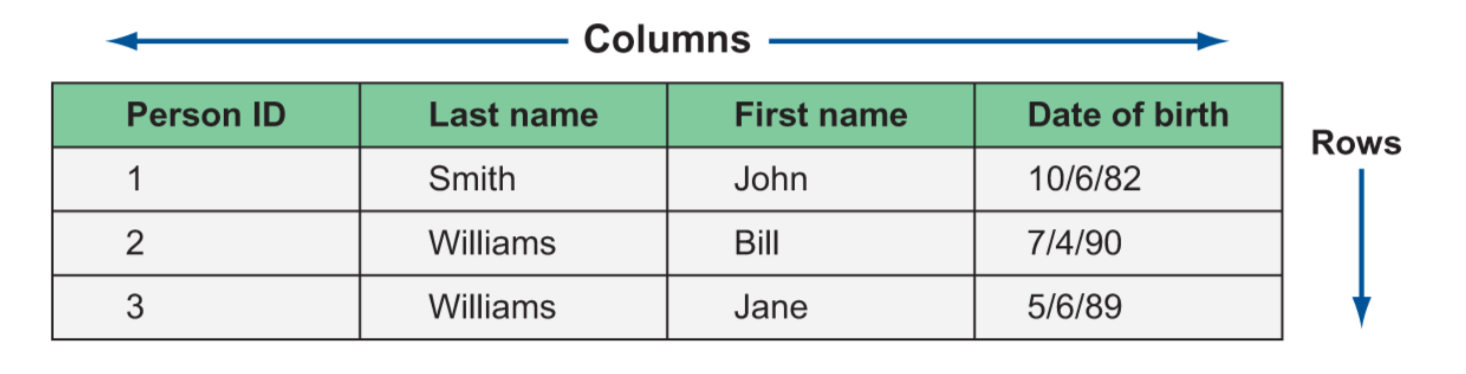 Columns
Person ID Last name First name Date of birth
Rows
1 Smith John 10/6/82
2 Williams Bill 7/4/90
3 Williams Jane 5/6/89